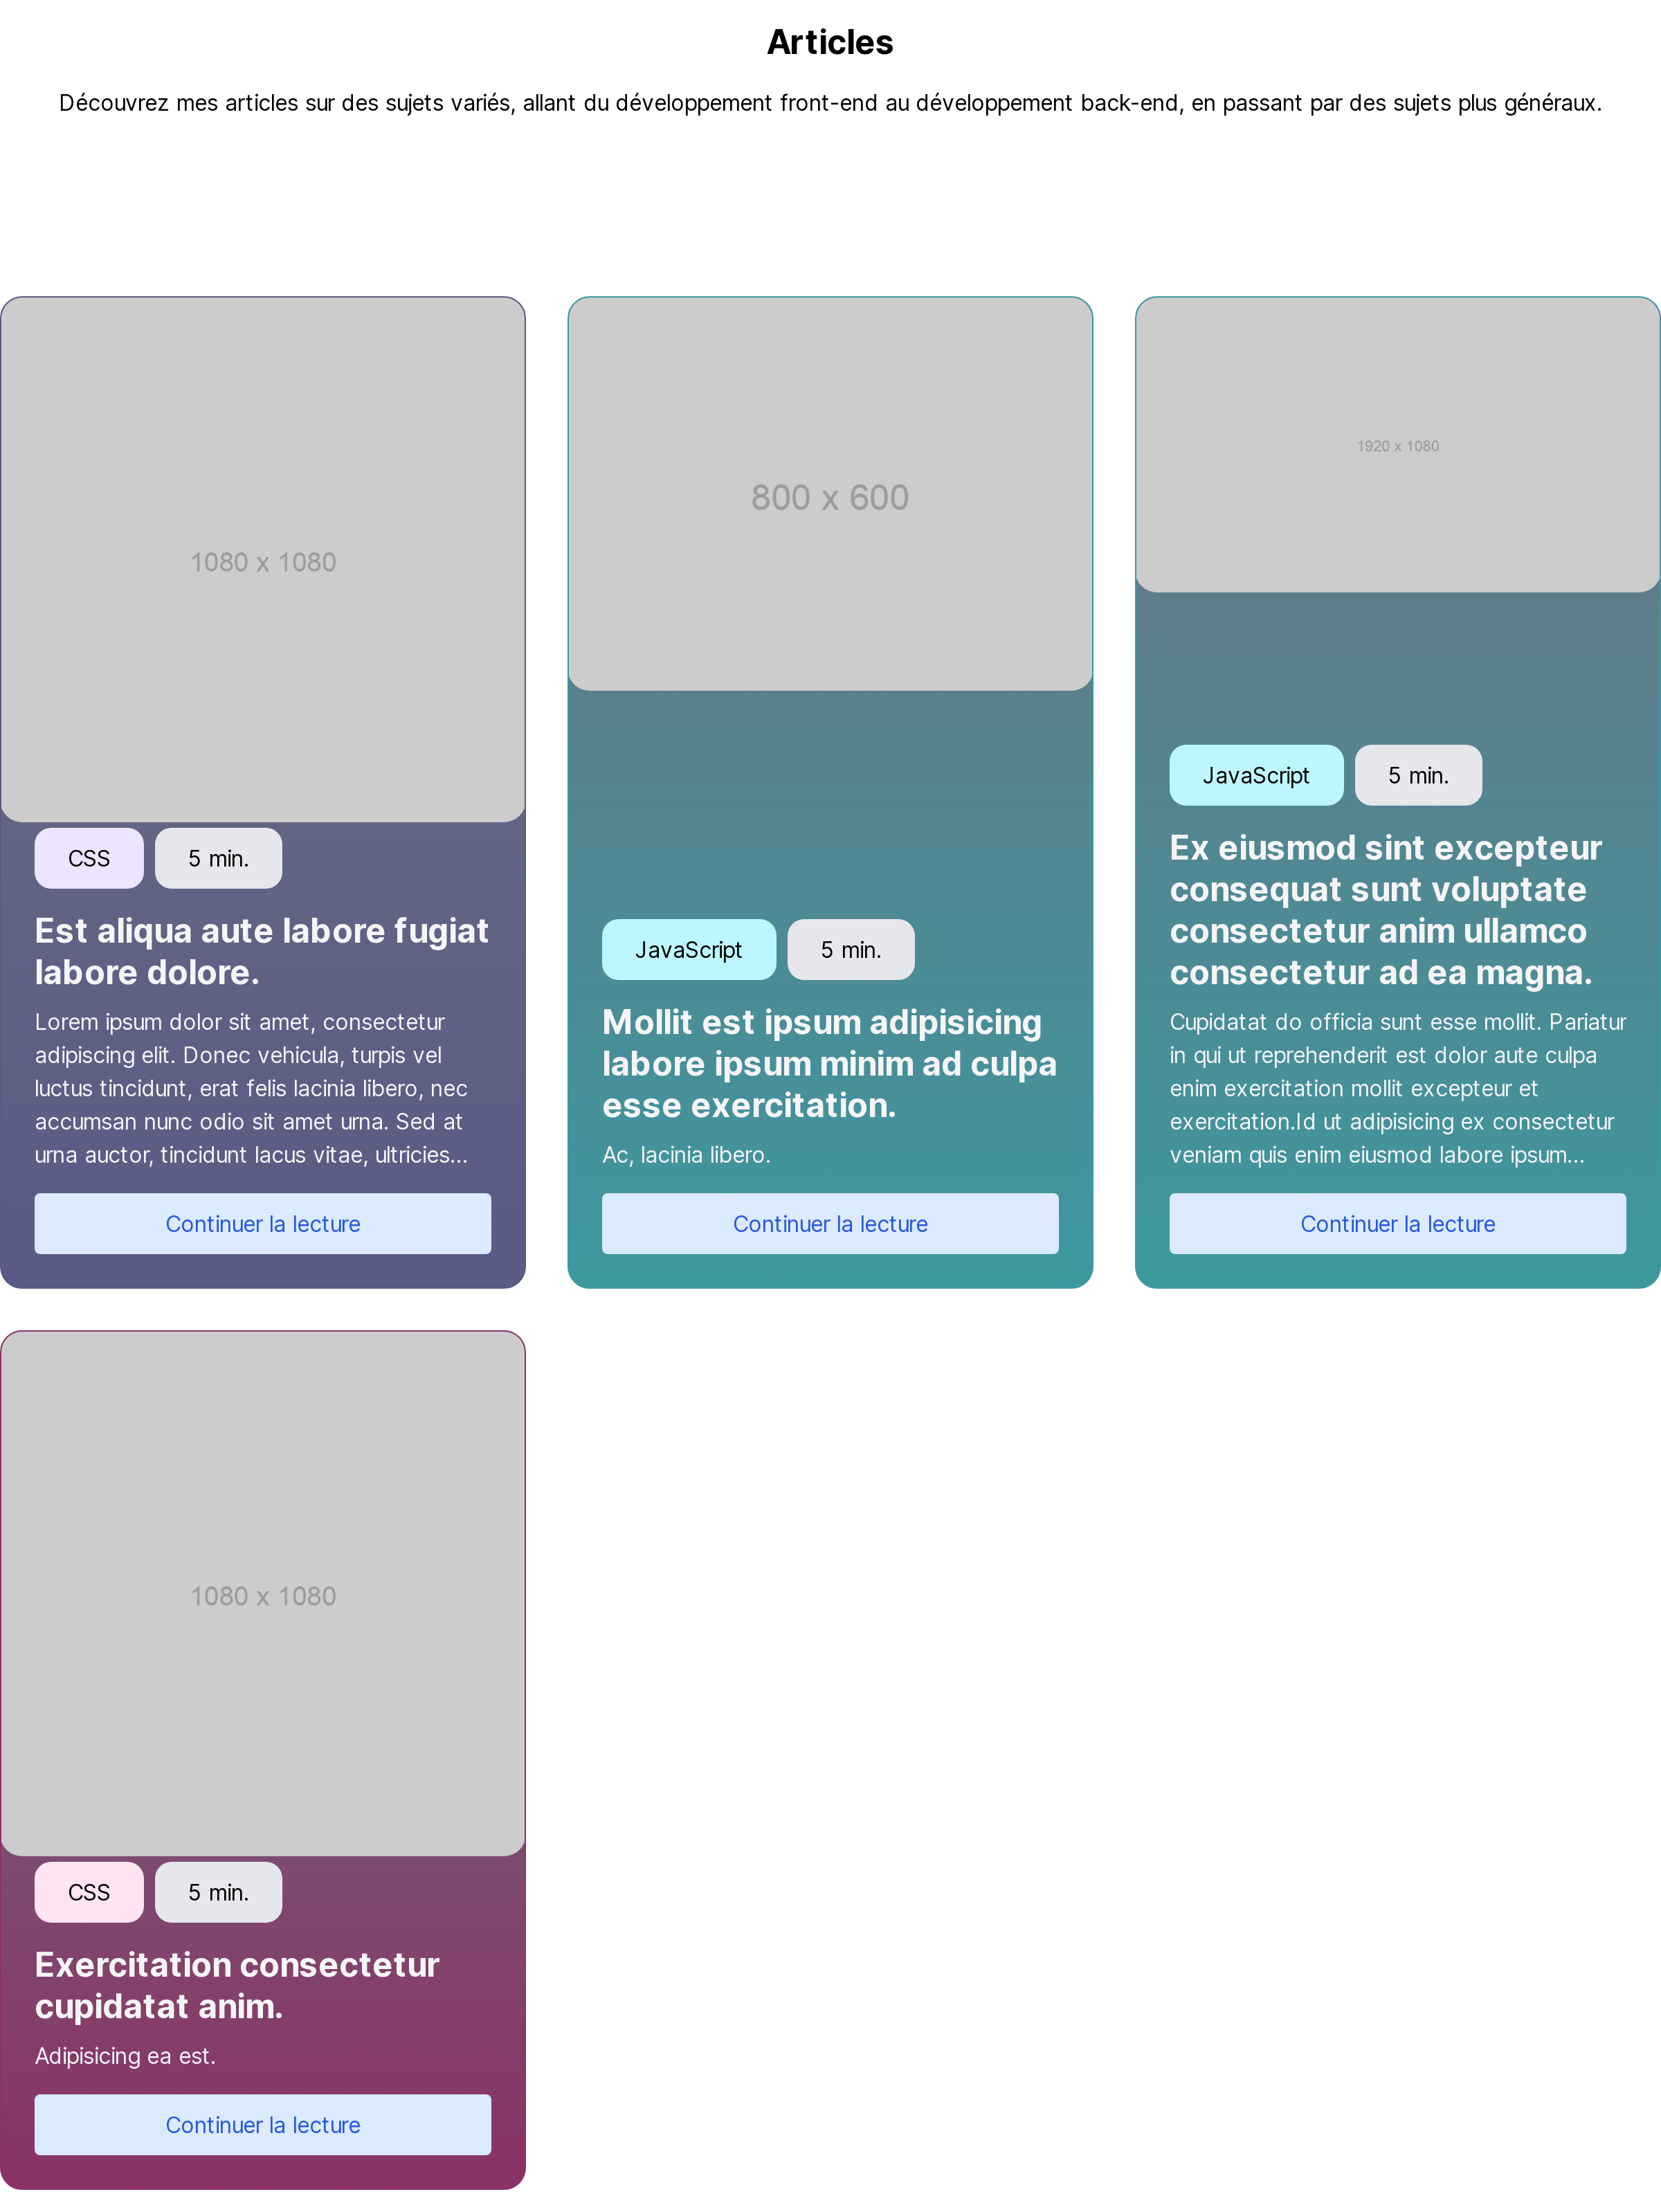 Articles
Découvrez mes articles sur des sujets variés, allant du développement front-end au développement back-end, en passant par des sujets plus généraux.
1080 x 1080
CSS
5 min.
Est aliqua aute labore fugiat
labore dolore.
Lorem ipsum dolor sit amet, consectetur
adipiscing elit. Donec vehicula, turpis vel
luctus tincidunt, erat felis lacinia libero, nec
accumsan nunc odio sit amet urna. Sed at
urna auctor, tincidunt lacus vitae, ultricies...
Continuer la lecture
800 x 600
JavaScript
5 min.
Mollit est ipsum adipisicing
labore ipsum minim ad culpa
esse exercitation.
Ac, lacinia libero.
Continuer la lecture
1920 x 1080
JavaScript
5 min.
Ex eiusmod sint excepteur
consequat sunt voluptate
consectetur anim ullamco
consectetur ad ea magna.
Cupidatat do officia sunt esse mollit. Pariatur
in qui ut reprehenderit est dolor aute culpa
enim exercitation mollit excepteur et
exercitation.Id ut adipisicing ex consectetur
veniam quis enim eiusmod labore ipsum...
Continuer la lecture
1080 x 1080
CSS
5 min.
Exercitation consectetur
cupidatat anim.
Adipisicing ea est.
Continuer la lecture